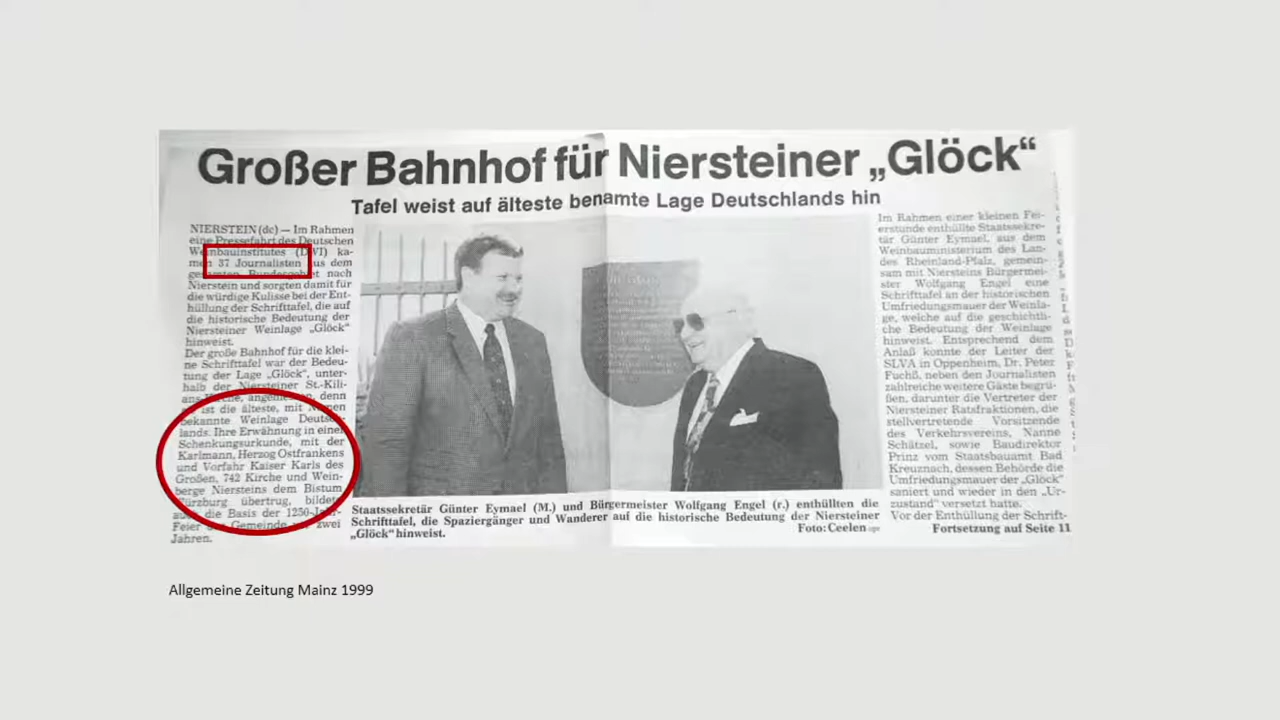 Großer Bahnhof für Niersteiner „Glöck“
Tafel weist auf älteste benamte Lage Deutschlands hin
NIERSTEIN (dc) — Im Rahmen
eine Pressefahrt des Deutschen
Weinbauinstitutes (DWI) ka-
men 37 Journalisten aus dem
gesamten Bundesgebiet nach
Nierstein und sorgten damit für
die würdige Kulisse bei der Ent-
hüllung der Schrifttafel, die auf
die historische Bedeutung der
Niersteiner Weinlage „Glöck“
hinweist.
Der große Bahnhof für die klei-
ne Schrifttafel war der Bedeu-
tung der Lage „Glöck“, unter-
halb der Niersteiner St.-Kili-
ans Kirche, angemessen, denn
ist die älteste, mit Namen
bekannte Weinlage Deutsch-
lands. Ihre Erwähnung in einer
Schenkungsurkunde, mit der
Karlmann, Herzog Ostfrankens
und Vorfahr Kaiser Karls des
Großen, 742 Kirche und Wein-
berge Niersteins dem Bistum
Würzburg übertrug, bildete
auch die Basis der 1250-Jahr-
Feier der Gemeinde vor zwei
Jahren.
Staatssekretär Günter Eymael (M.) und Bürgermeister Wolfgang Engel (r.) enthüllten die
Schrifttafel, die Spaziergänger und Wanderer auf die historische Bedeutung der Niersteiner
„Glöck“ hinweist.
Foto: Ceelen
Im Rahmen einer kleinen Fei-
erstunde enthüllte Staatssekre-
tär Günter Eymael, aus dem
Weinbauministerium des Lan-
des Rheinland-Pfalz, gemein-
sam mit Niersteins Bürgermei-
ster Wolfgang Engel eine
Schrifttafel an der historischen
Umfriedungsmauer der Weinla-
ge, welche auf die geschichtli-
che Bedeutung der Weinlage
hinweist. Entsprechend dem
Anlaß konnte der Leiter der
SLVA in Oppenheim, Dr. Peter
Fuchß, neben den Journalisten
zahlreiche weitere Gäste begrü-
ßen, darunter die Vertreter der
Niersteiner Ratsfraktionen, die
stellvertretende Vorsitzende
des Verkehrsvereins, Nanne
Schätzel, sowie Baudirektor
Prinz vom Staatsbauamt Bad
Kreuznach, dessen Behörde die
Umfriedungsmauer der „Glöck“
saniert und wieder in den „Ur-
zustand“ versetzt hatte.
Vor der Enthüllung der Schrift-
Fortsetzung auf Seite 11
Allgemeine Zeitung Mainz 1999